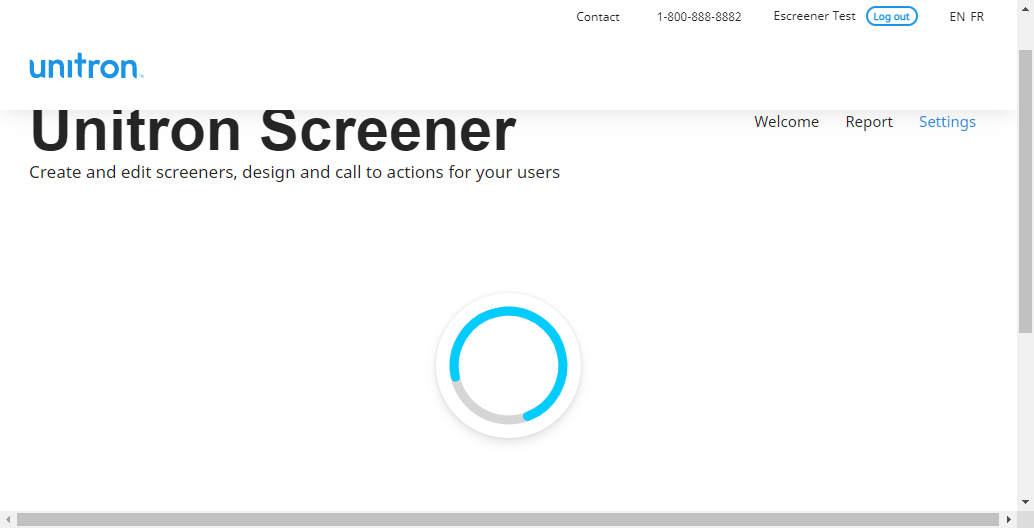 Contact 1-800-888-8882 Escreener Test Log out EN FR
unitron™
Unitron Screener
Welcome Report Settings
Create and edit screeners, design and call to actions for your users